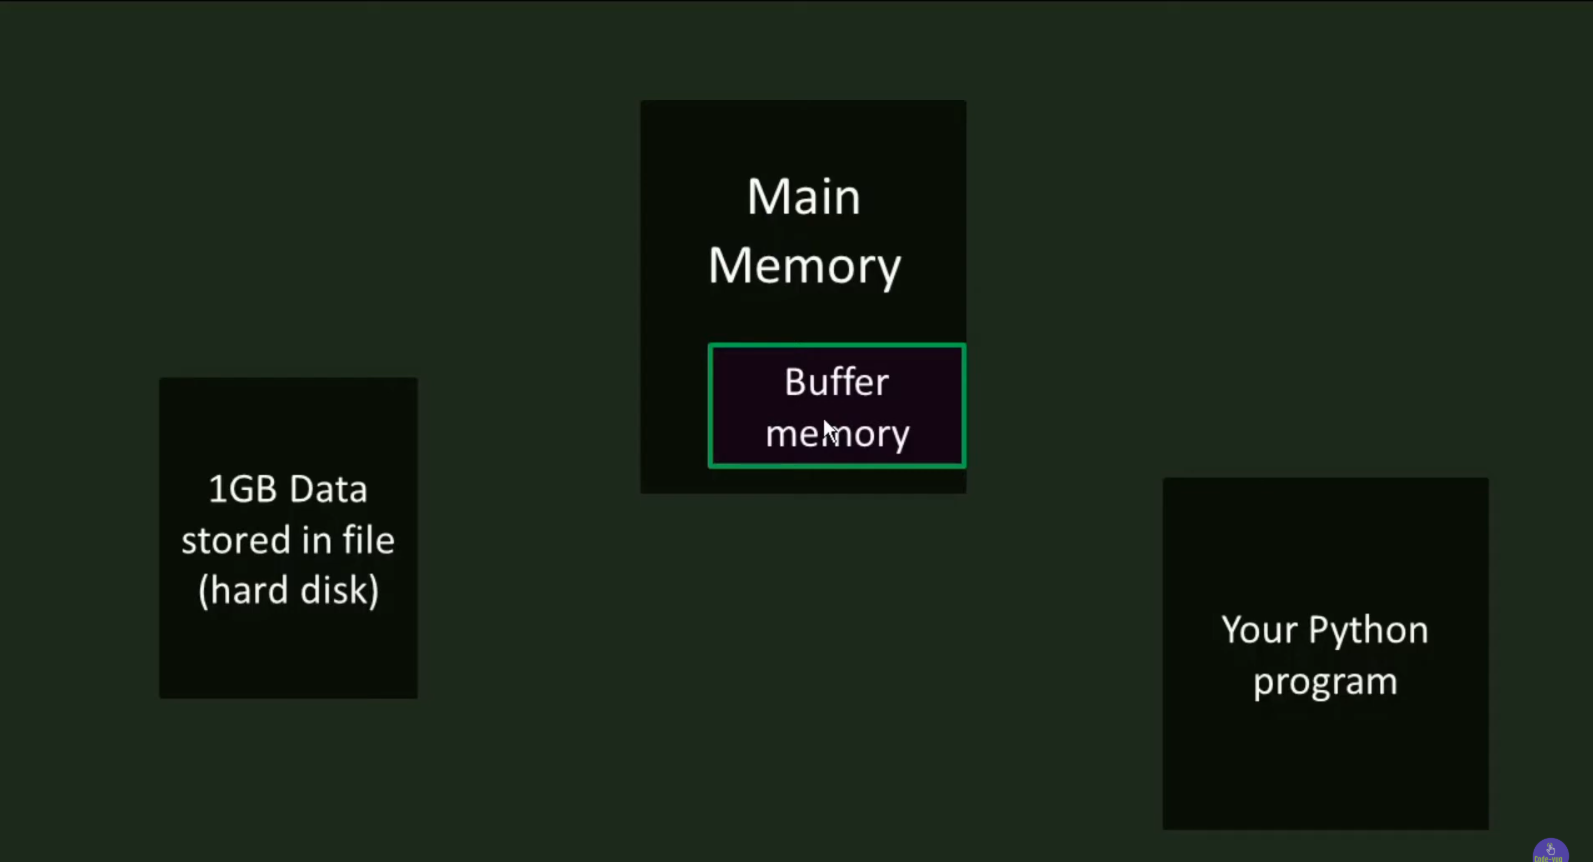 Main
Memory
Buffer
memory
1GB Data
stored in file
(hard disk)
Your Python
program